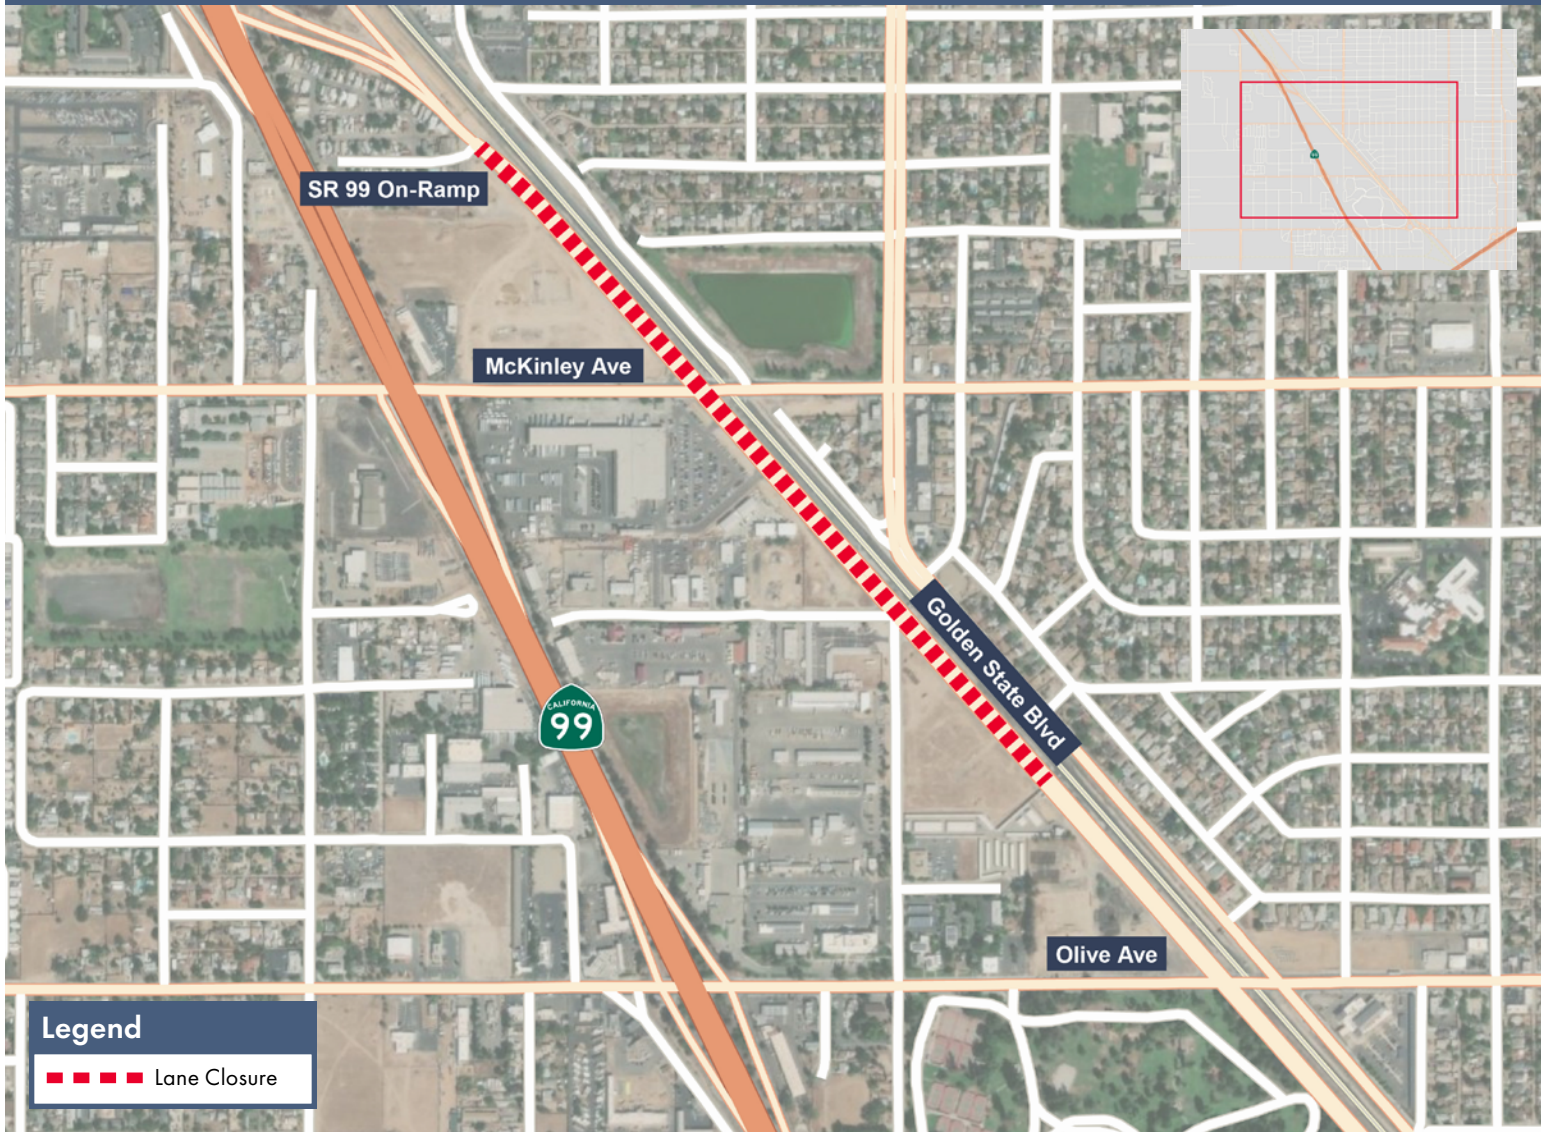 SR 99 On-Ramp
McKinley Ave
Golden State Blvd
CALIFORNIA
99
Olive Ave
Legend
Lane Closure